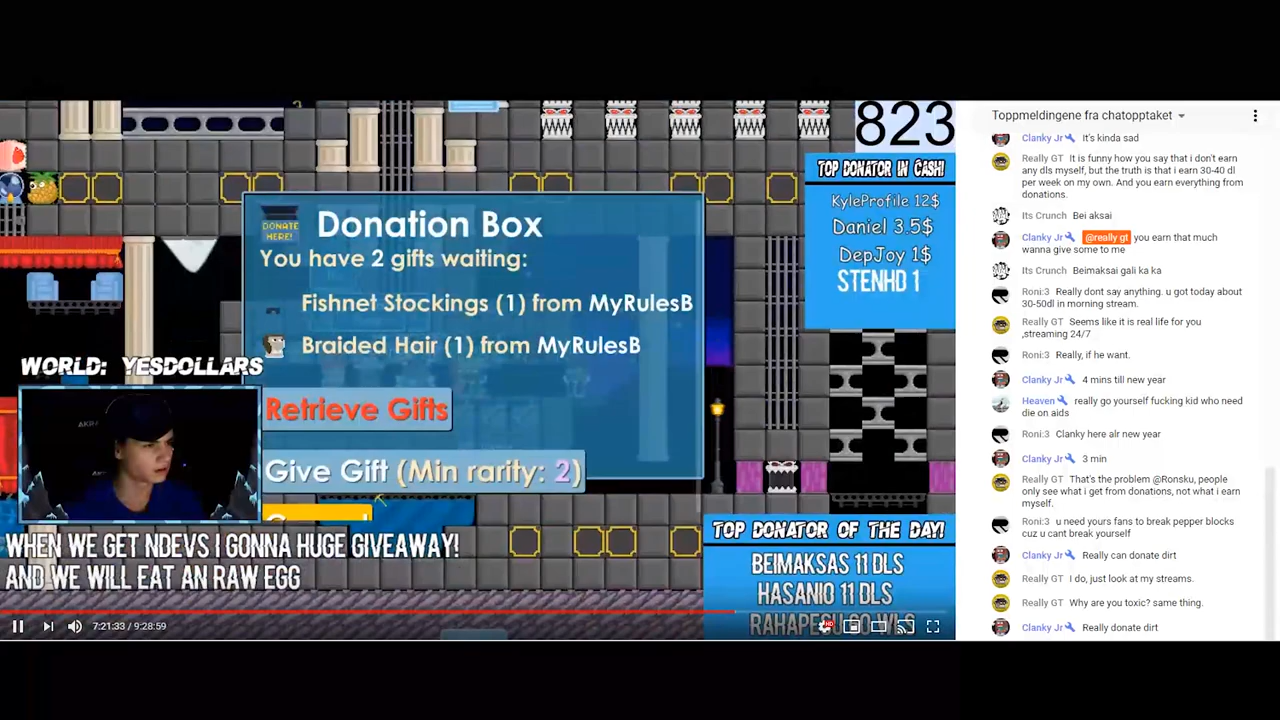 823
TOP DONATOR IN CASH!
KyleProfile 12$
Daniel 3.5$
DepJoy 1$
STENHD 1
DONATE
HERE!
Donation Box
You have 2 gifts waiting:
Fishnet Stockings (1) from MyRulesB
Braided Hair (1) from MyRulesB
Retrieve Gifts
Give Gift (Min rarity: 2)
WORLD: YESDOLLARS
WHEN WE GET NDEVS I GONNA HUGE GIVEAWAY!
AND WE WILL EAT AN RAW EGG
TOP DONATOR OF THE DAY!
BEIMAKSAS 11 DLS
HASANIO 11 DLS
7:21:33 / 9:28:59
HD
Toppmeldingene fra chatopptaket
Clanky Jr It's kinda sad
Really GT It is funny how you say that i don't earn
any dls myself, but the truth is that i earn 30-40 dl
per week on my own. And you earn everything from
donations.
Its Crunch Bei aksai
Clanky Jr @really gt you earn that much
wanna give some to me
Its Crunch Beimaksai gali ka ka
Roni:3 Really dont say anything. u got today about
30-50dl in morning stream.
Really GT Seems like it is real life for you
,streaming 24/7
Roni:3 Really, if he want.
Clanky Jr 4 mins till new year
Heaven really go yourself fucking kid who need
die on aids
Roni:3 Clanky here alr new year
Clanky Jr 3 min
Really GT That's the problem @Ronsku, people
only see what i get from donations, not what i earn
myself.
Roni:3 u need yours fans to break pepper blocks
cuz u cant break yourself
Clanky Jr Really can donate dirt
Really GT I do, just look at my streams.
Really GT Why are you toxic? same thing.
Clanky Jr Really donate dirt